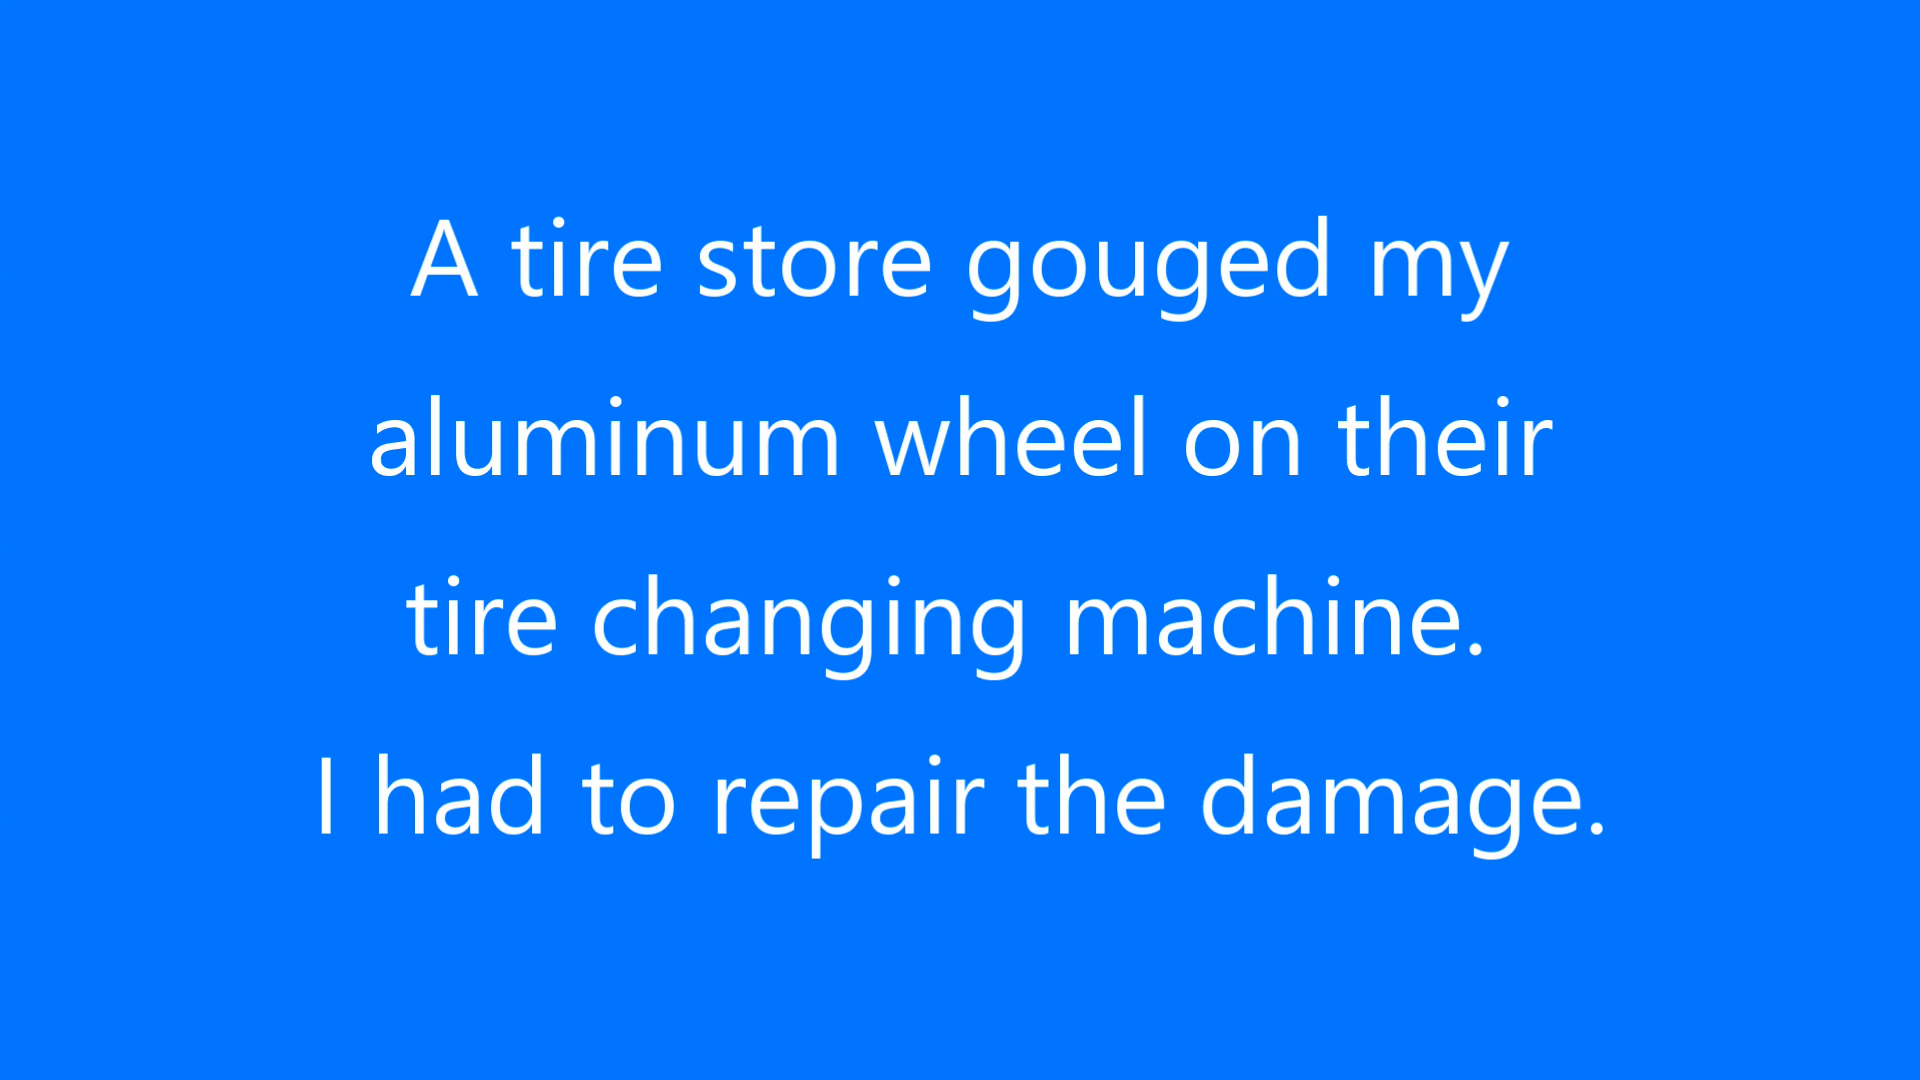 A tire store gouged my
aluminum wheel on their
tire changing machine.
I had to repair the damage.